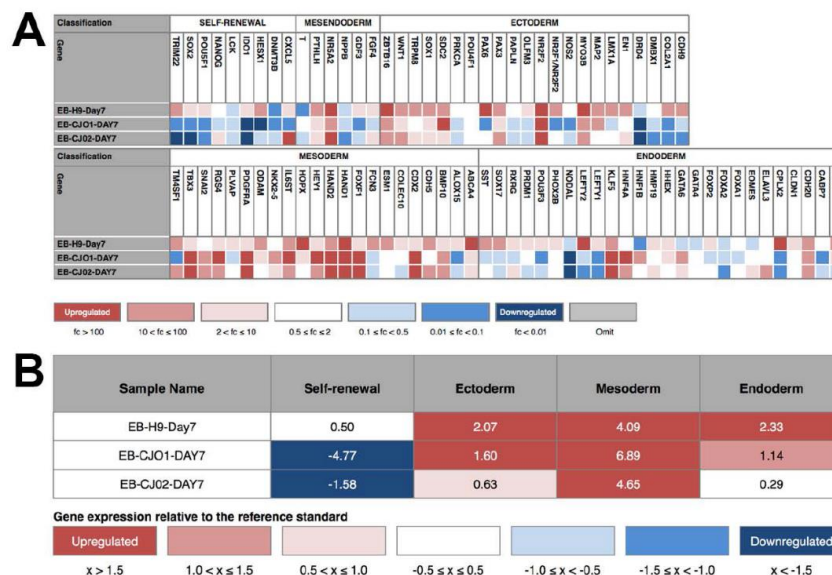 A
Classification SELF-RENEWAL MESENDODERM ECTODERM
Gene TRIM22 SOX2 POU5F1 NANOG LCK IDO1 HESX1 DNMT3B CXCL5 T PTHLH NR5A2 NPPB GDF3 FGF4 ZBTB16 WNT1 TRPM8 SOX1 SDC2 PRKCA POU4F1 PAX6 PAX3 PAPLN OLFM3 NR2F2 NR2F1/NR2F2 NOS2 MYO3B MAP2 LMX1A EN1 DRD4 DMBX1 COL2A1 CDH9
EB-H9-Day7
EB-CJO1-DAY7
EB-CJ02-DAY7
Classification MESODERM ENDODERM
Gene TM4SF1 TBX3 SNAI2 RGS4 PLVAP PDGFRA ODAM NKX2-5 IL6ST HOPX HEY1 HAND2 HAND1 FOXF1 FCN3 ESM1 COLEC10 CDX2 CDH5 BMP10 ALOX15 ABCA4 SST SOX17 RXRG PRDM1 POU3F3 PHOX2B NODAL LEFTY2 LEFTY1 KLF5 HNF4A HNF1B HMP19 HHEX GATA6 GATA4 FOXP2 FOXA2 FOXA1 EOMES ELAVL3 CPLX2 CLDN1 CDH20 CABP7
EB-H9-Day7
EB-CJO1-DAY7
EB-CJ02-DAY7
Upregulated Downregulated
fc > 100 10 < fc ≤ 100 2 < fc ≤ 10 0.5 ≤ fc ≤ 2 0.1 ≤ fc < 0.5 0.01 ≤ fc < 0.1 fc < 0.01 Omit
B
Sample Name Self-renewal Ectoderm Mesoderm Endoderm
EB-H9-Day7 0.50 2.07 4.09 2.33
EB-CJO1-DAY7 -4.77 1.60 6.89 1.14
EB-CJ02-DAY7 -1.58 0.63 4.65 0.29
Gene expression relative to the reference standard
Upregulated Downregulated
x > 1.5 1.0 < x ≤ 1.5 0.5 < x ≤ 1.0 -0.5 ≤ x ≤ 0.5 -1.0 ≤ x < -0.5 -1.5 ≤ x < -1.0 x < -1.5